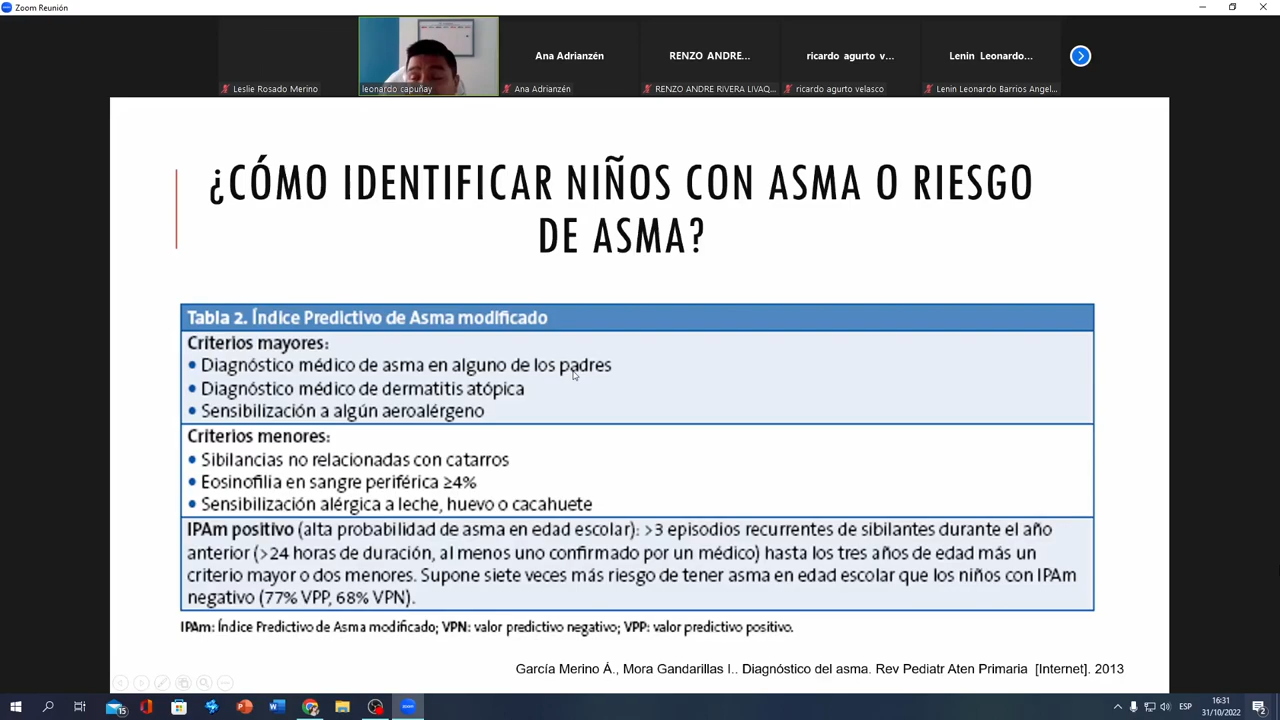 Zoom Reunión
Ana Adrianzén
RENZO ANDRE...
ricardo agurto v...
Lenin Leonardo...
Leslie Rosado Merino
leonardo capuñay
Ana Adrianzén
RENZO ANDRE RIVERA LIVAQ...
ricardo agurto velasco
Lenin Leonardo Barrios Angel...
¿CÓMO IDENTIFICAR NIÑOS CON ASMA O RIESGO
DE ASMA?
Tabla 2. Índice Predictivo de Asma modificado
Criterios mayores:
• Diagnóstico médico de asma en alguno de los padres
• Diagnóstico médico de dermatitis atópica
• Sensibilización a algún aeroalérgeno
Criterios menores:
• Sibilancias no relacionadas con catarros
• Eosinofilia en sangre periférica ≥4%
• Sensibilización alérgica a leche, huevo o cacahuete
IPAm positivo (alta probabilidad de asma en edad escolar): >3 episodios recurrentes de sibilantes durante el año
anterior (>24 horas de duración, al menos uno confirmado por un médico) hasta los tres años de edad más un
criterio mayor o dos menores. Supone siete veces más riesgo de tener asma en edad escolar que los niños con IPAm
negativo (77% VPP, 68% VPN).
IPAm: Índice Predictivo de Asma modificado; VPN: valor predictivo negativo; VPP: valor predictivo positivo.
García Merino Á., Mora Gandarillas I.. Diagnóstico del asma. Rev Pediatr Aten Primaria [Internet]. 2013
15
ESP
16:31
31/10/2022
2